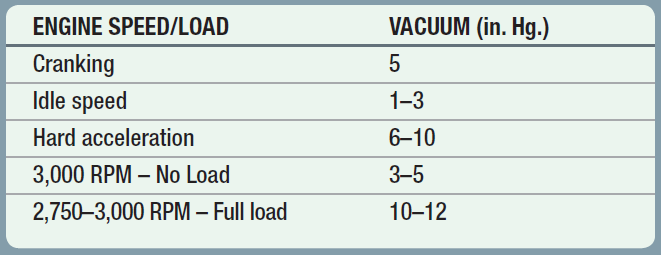 ENGINE SPEED/LOAD VACUUM (in. Hg.)
Cranking 5
Idle speed 1–3
Hard acceleration 6–10
3,000 RPM – No Load 3–5
2,750–3,000 RPM – Full load 10–12